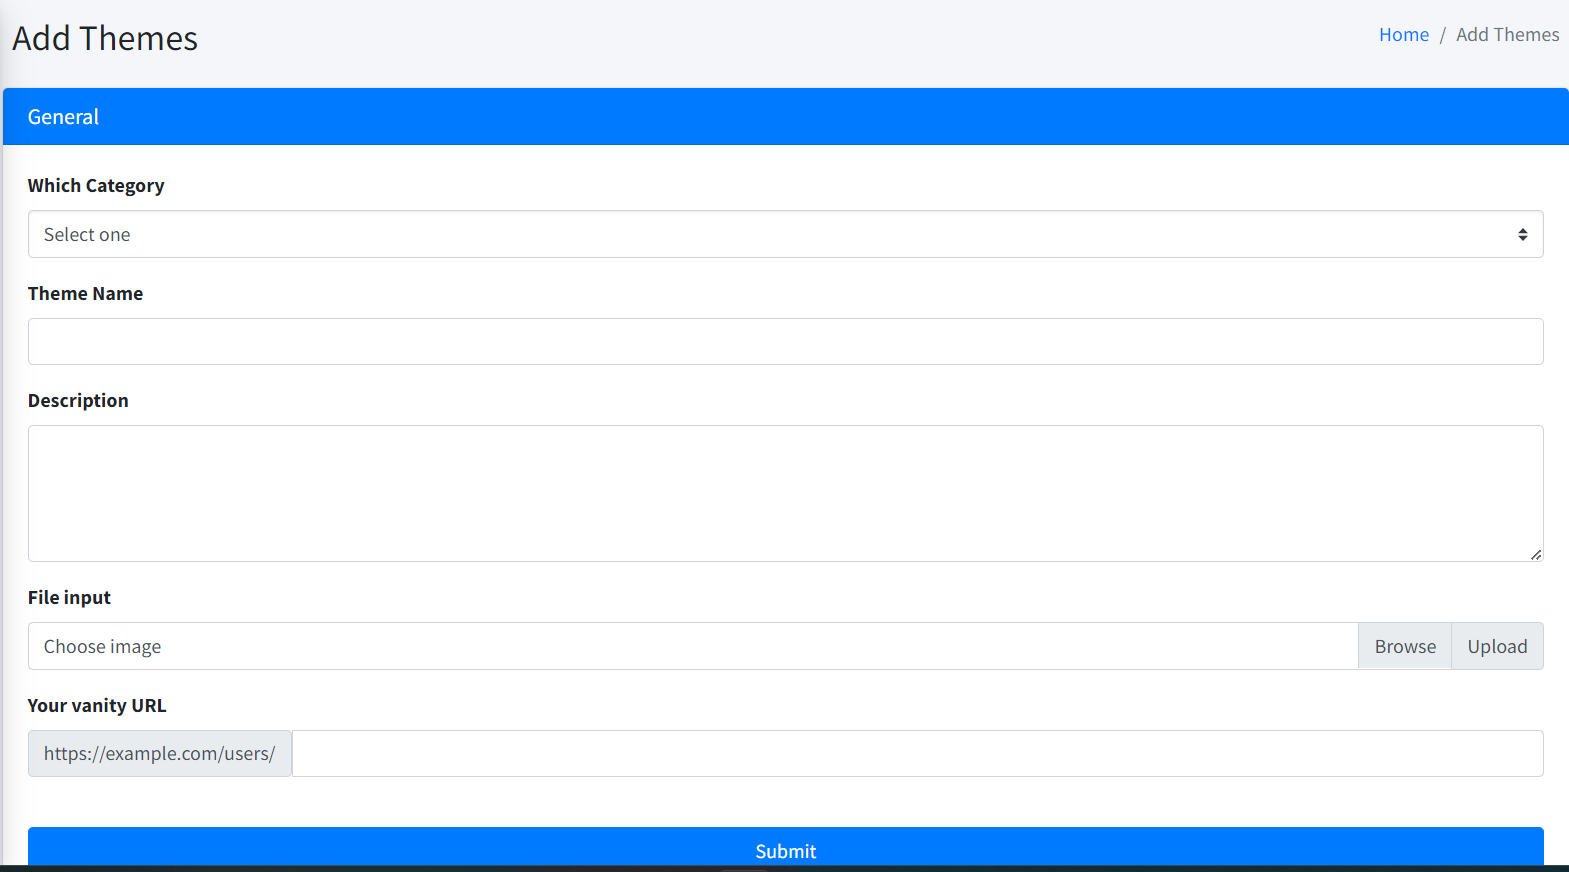 Add Themes
Home / Add Themes
General
Which Category
Select one
Theme Name
Description
File input
Choose image Browse Upload
Your vanity URL
https://example.com/users/
Submit